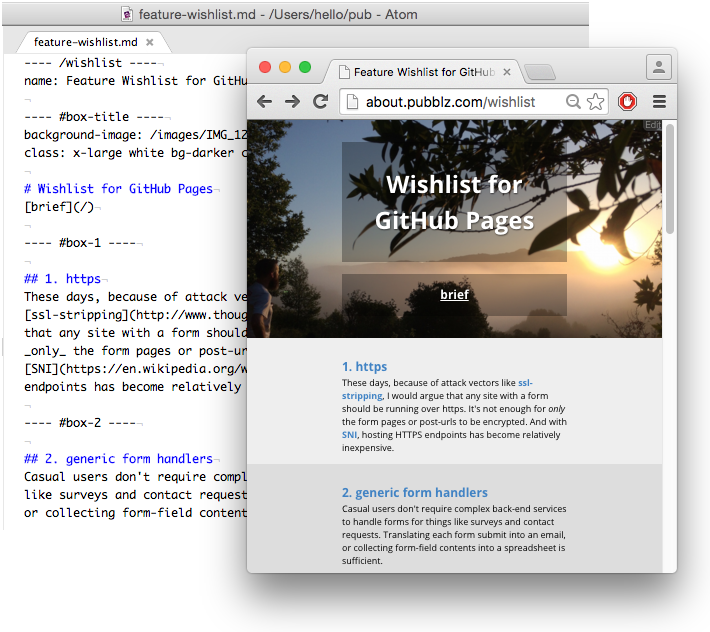 feature-wishlist.md - /Users/hello/pub - Atom
feature-wishlist.md
---- /wishlist ----
name: Feature Wishlist for GitHu
---- #box-title ----
background-image: /images/IMG_12
class: x-large white bg-darker
# Wishlist for GitHub Pages
[brief](/)
---- #box-1 ----
## 1. https
These days, because of attack ve
[ssl-stripping](http://www.thoug
that any site with a form should
_only_ the form pages or post-ur
[SNI](https://en.wikipedia.org/w
endpoints has become relatively
---- #box-2 ----
## 2. generic form handlers
Casual users don't require compl
like surveys and contact request
or collecting form-field content
Feature Wishlist for GitHub
about.pubblz.com/wishlist
Edit
Wishlist for
GitHub Pages
brief
1. https
These days, because of attack vectors like ssl-
stripping, I would argue that any site with a form
should be running over https. It's not enough for only
the form pages or post-urls to be encrypted. And with
SNI, hosting HTTPS endpoints has become relatively
inexpensive.
2. generic form handlers
Casual users don't require complex back-end services
to handle forms for things like surveys and contact
requests. Translating each form submit into an email,
or collecting form-field contents into a spreadsheet is
sufficient.